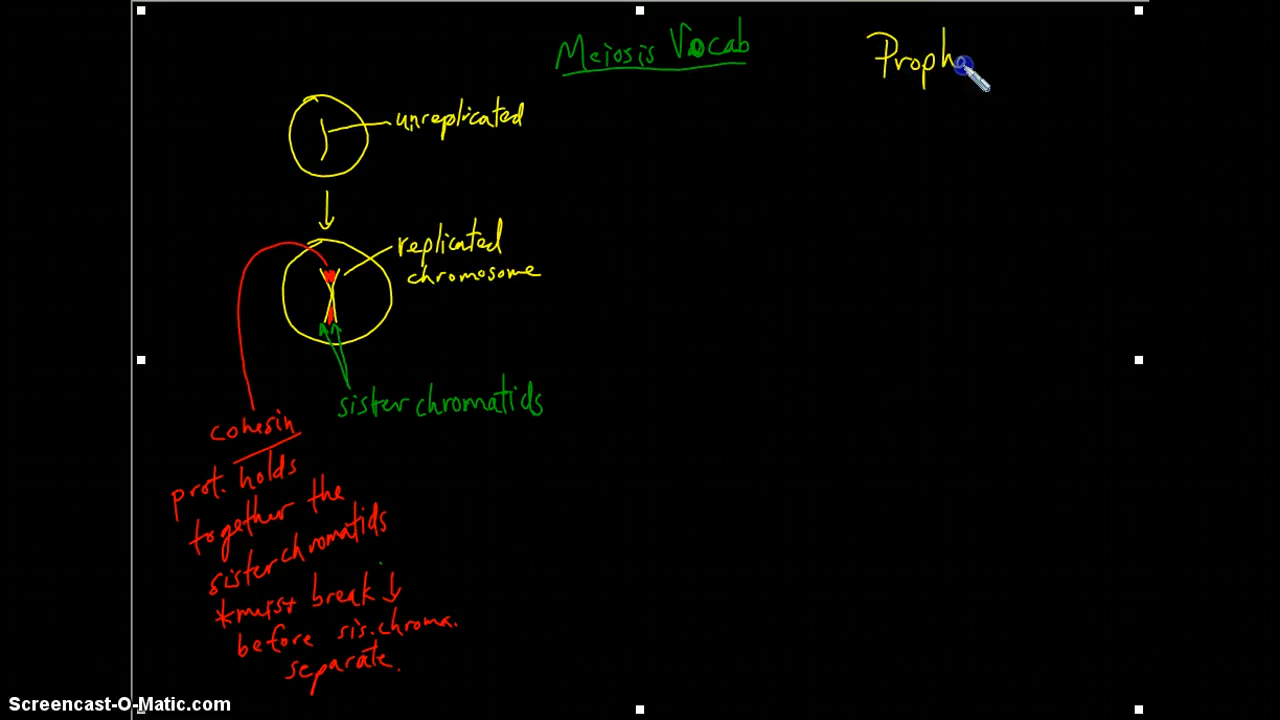 Meiosis Vocab
Proph
unreplicated
replicated
chromosome
sister chromatids
cohesin
prot. holds
together the
sister chromatids
*must break ↓
before sis. chroma.
separate.
Screencast-O-Matic.com